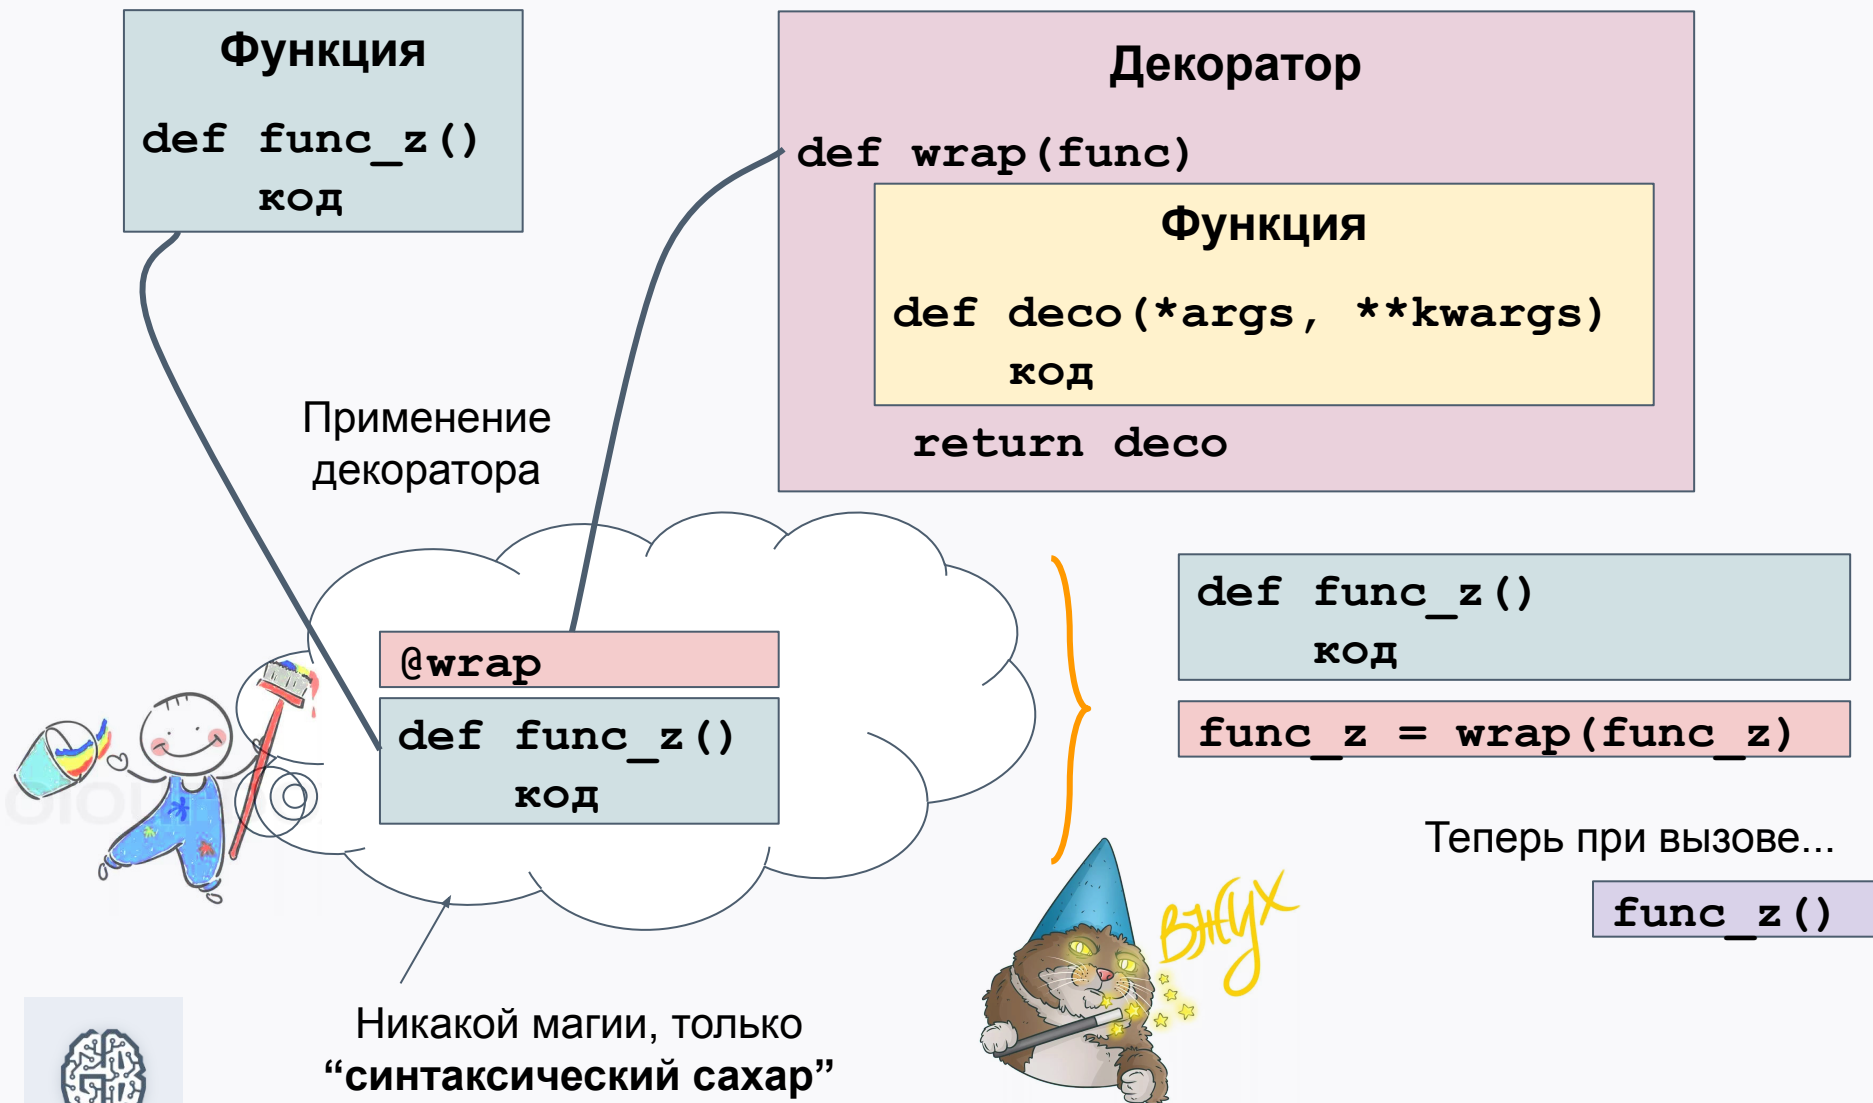 Функция
def func_z()
код
Декоратор
def wrap(func)
Функция
def deco(*args, **kwargs)
код
return deco
Применение
декоратора
@wrap
def func_z()
код
def func_z()
код
func_z = wrap(func_z)
Теперь при вызове...
func_z()
ВЖУХ
Никакой магии, только
“синтаксический сахар”